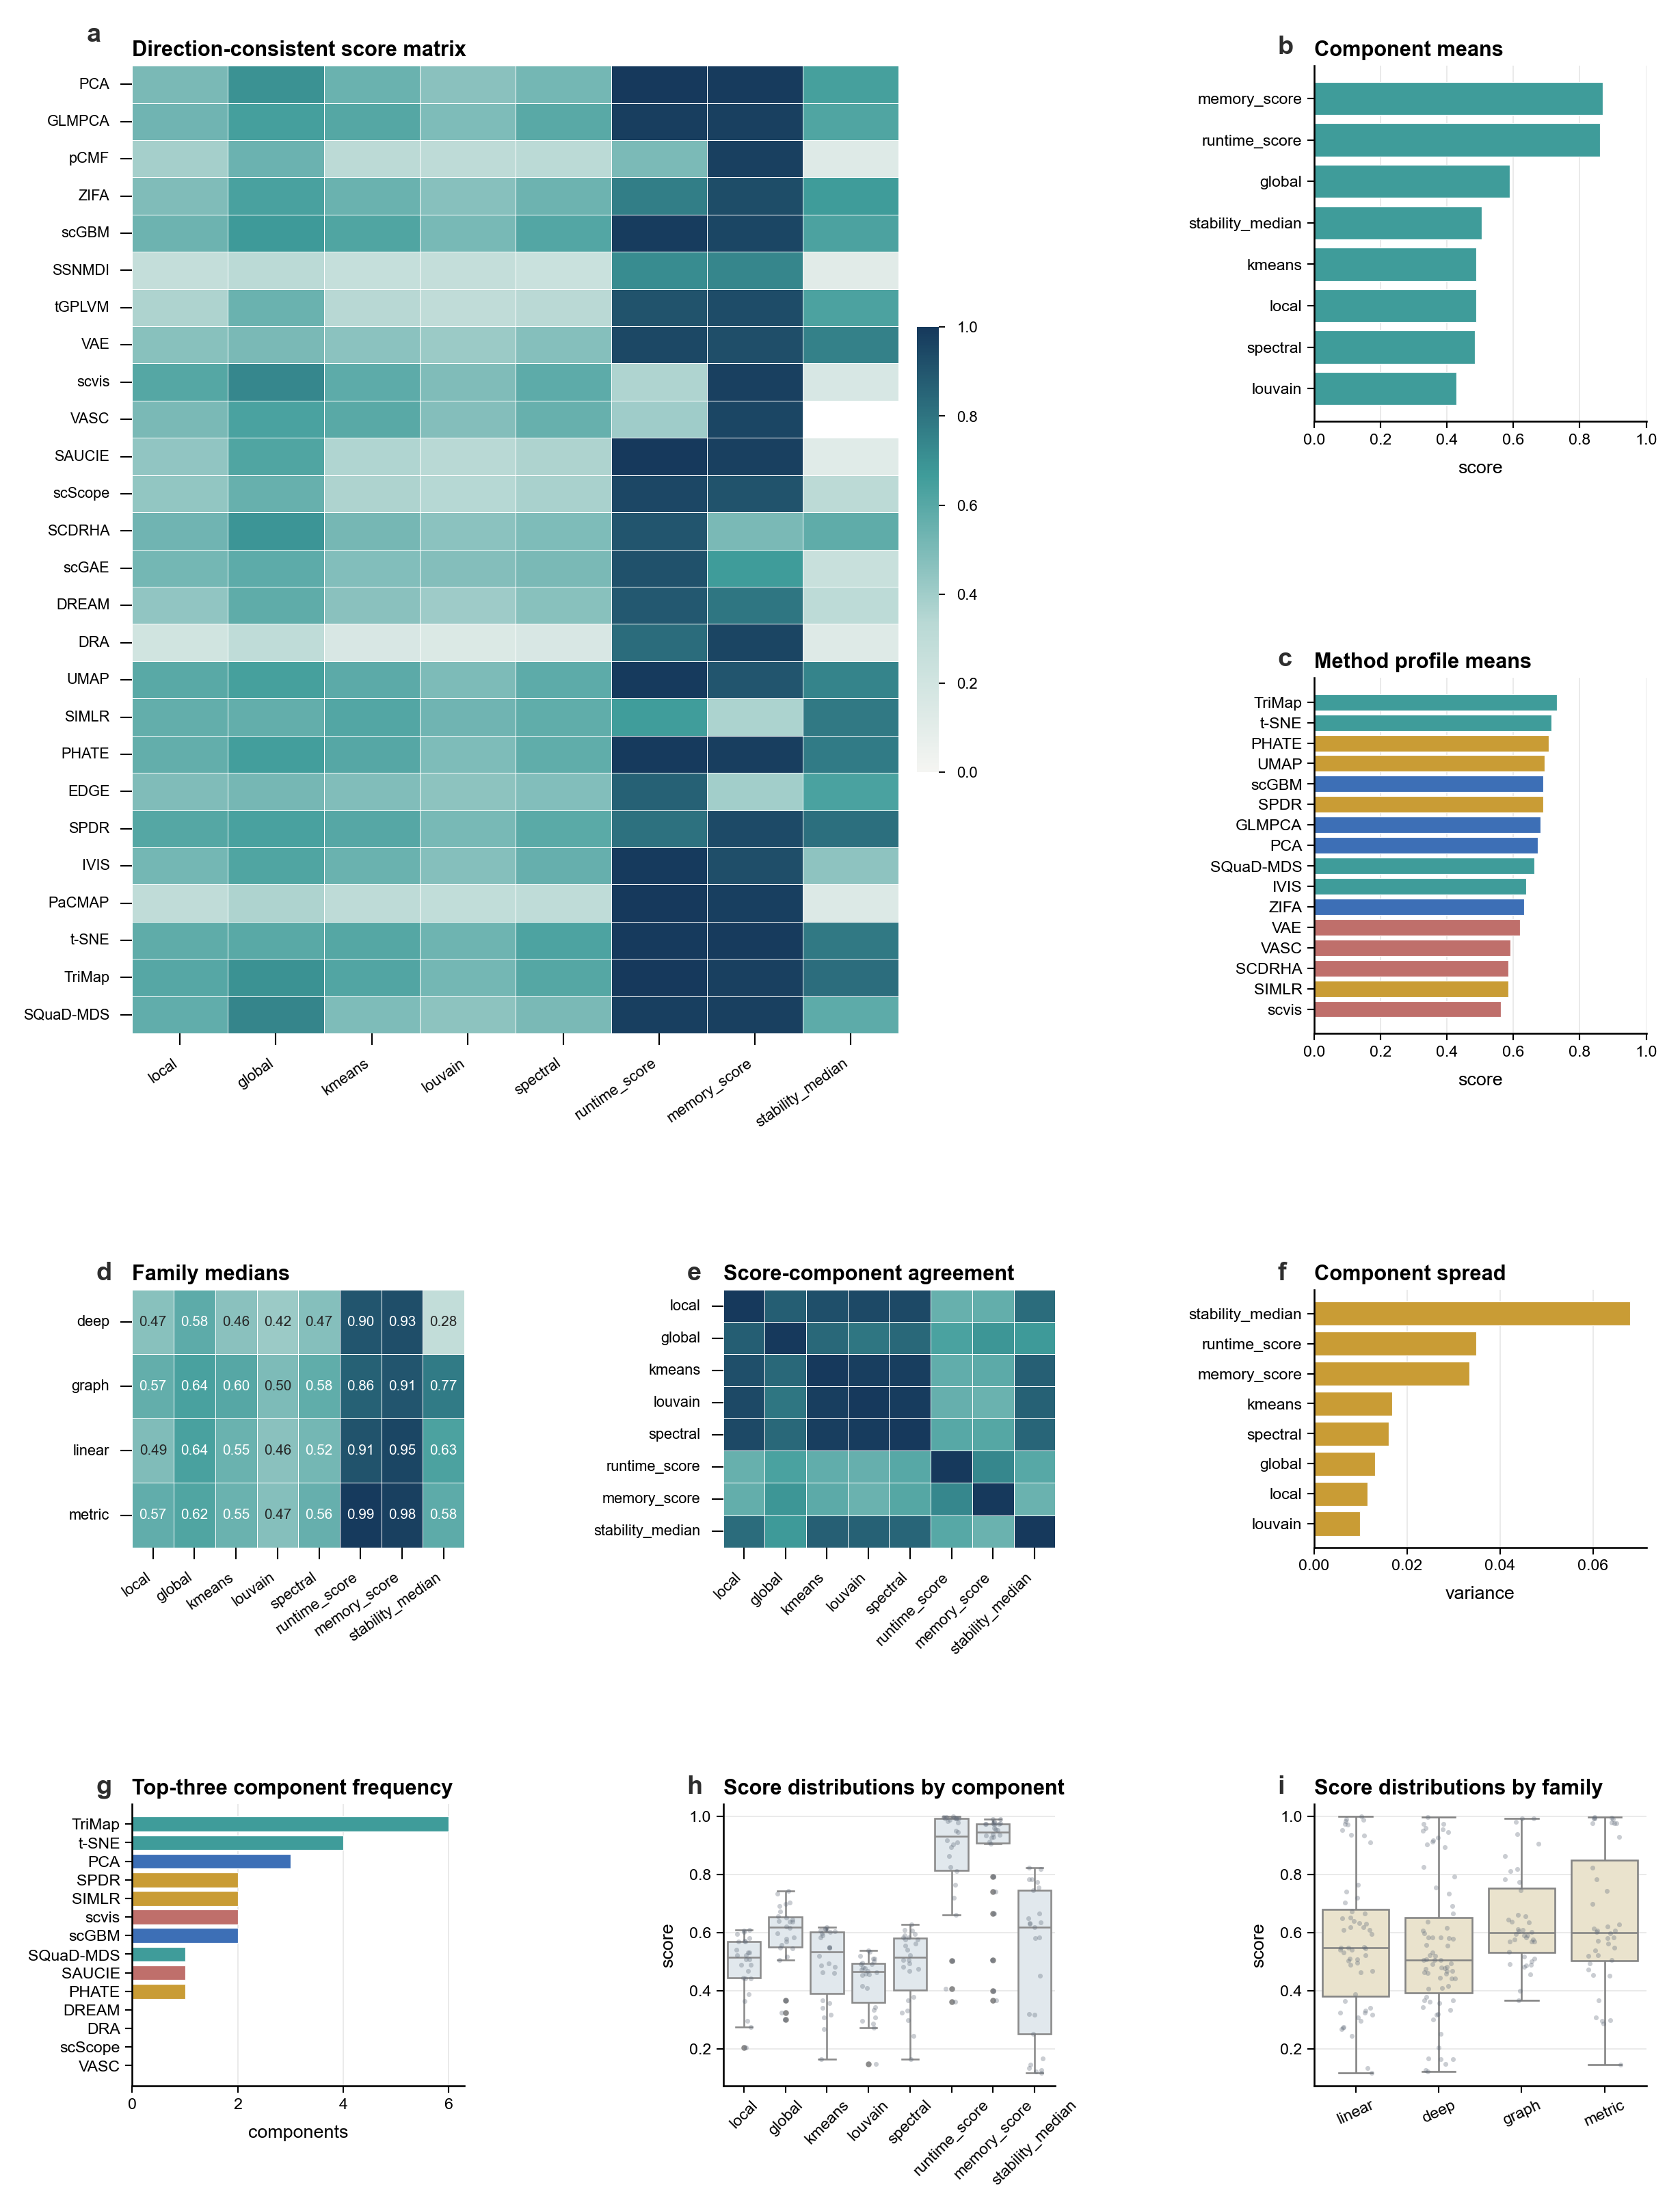 a
Direction-consistent score matrix
PCA
GLMPCA
pCMF
ZIFA
scGBM
SSNMDI
tGPLVM
VAE
scvis
VASC
SAUCIE
scScope
SCDRHA
scGAE
DREAM
DRA
UMAP
SIMLR
PHATE
EDGE
SPDR
IVIS
PaCMAP
t-SNE
TriMap
SQuaD-MDS
local
global
kmeans
louvain
spectral
runtime_score
memory_score
stability_median
1.0
0.8
0.6
0.4
0.2
0.0
b
Component means
memory_score
runtime_score
global
stability_median
kmeans
local
spectral
louvain
0.0 0.2 0.4 0.6 0.8 1.0
score
c
Method profile means
TriMap
t-SNE
PHATE
UMAP
scGBM
SPDR
GLMPCA
PCA
SQuaD-MDS
IVIS
ZIFA
VAE
VASC
SCDRHA
SIMLR
scvis
0.0 0.2 0.4 0.6 0.8 1.0
score
d
Family medians
deep 0.47 0.58 0.46 0.42 0.47 0.90 0.93 0.28
graph 0.57 0.64 0.60 0.50 0.58 0.86 0.91 0.77
linear 0.49 0.64 0.55 0.46 0.52 0.91 0.95 0.63
metric 0.57 0.62 0.55 0.47 0.56 0.99 0.98 0.58
local
global
kmeans
louvain
spectral
runtime_score
memory_score
stability_median
e
Score-component agreement
local
global
kmeans
louvain
spectral
runtime_score
memory_score
stability_median
local
global
kmeans
louvain
spectral
runtime_score
memory_score
stability_median
f
Component spread
stability_median
runtime_score
memory_score
kmeans
spectral
global
local
louvain
0.00 0.02 0.04 0.06
variance
g
Top-three component frequency
TriMap
t-SNE
PCA
SPDR
SIMLR
scvis
scGBM
SQuaD-MDS
SAUCIE
PHATE
DREAM
DRA
scScope
VASC
0 2 4 6
components
h
Score distributions by component
score
1.0
0.8
0.6
0.4
0.2
local
global
kmeans
louvain
spectral
runtime_score
memory_score
stability_median
i
Score distributions by family
score
1.0
0.8
0.6
0.4
0.2
linear
deep
graph
metric